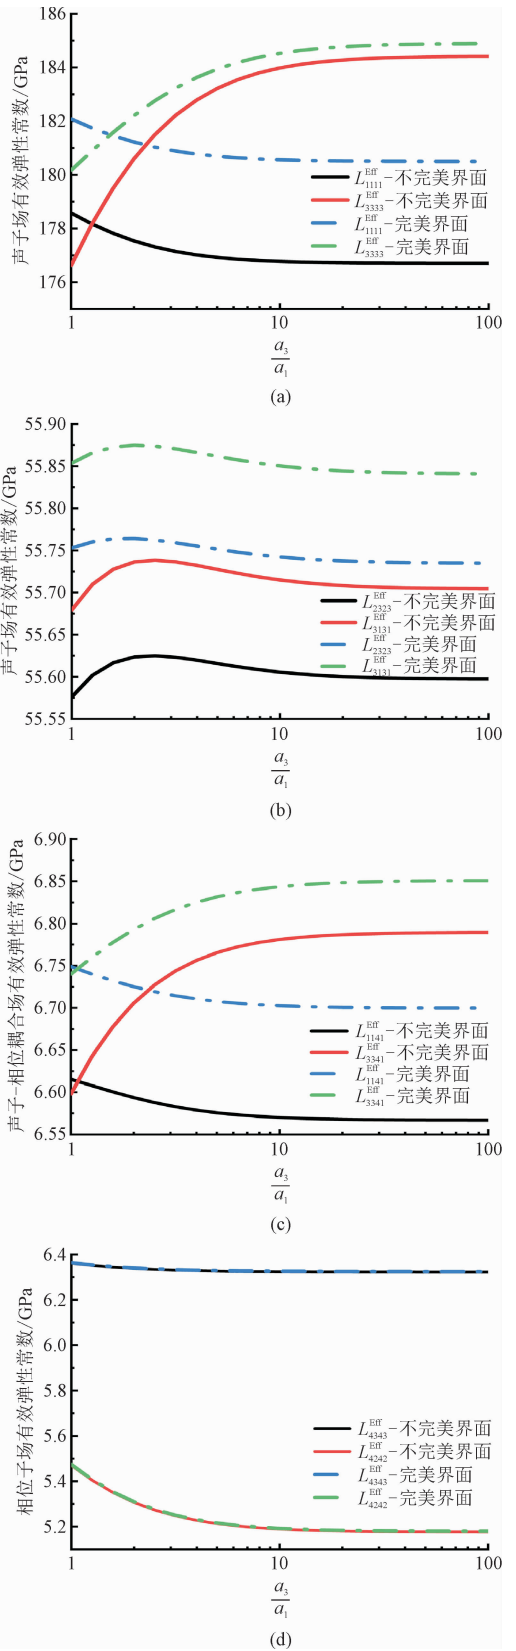 186
184
182
180
178
176
声子场有效弹性常数/GPa
L1111Eff-不完美界面
L3333Eff-不完美界面
L1111Eff-完美界面
L3333Eff-完美界面
1 10 100
a3
a1
(a)
55.90
55.85
55.80
55.75
55.70
55.65
55.60
55.55
声子场有效弹性常数/GPa
L2323Eff-不完美界面
L3131Eff-不完美界面
L2323Eff-完美界面
L3131Eff-完美界面
1 10 100
a3
a1
(b)
6.90
6.85
6.80
6.75
6.70
6.65
6.60
6.55
声子-相位耦合场有效弹性常数/GPa
L1141Eff-不完美界面
L3341Eff-不完美界面
L1141Eff-完美界面
L3341Eff-完美界面
1 10 100
a3
a1
(c)
6.4
6.2
6.0
5.8
5.6
5.4
5.2
相位子场有效弹性常数/GPa
L4343Eff-不完美界面
L4242Eff-不完美界面
L4343Eff-完美界面
L4242Eff-完美界面
1 10 100
a3
a1
(d)